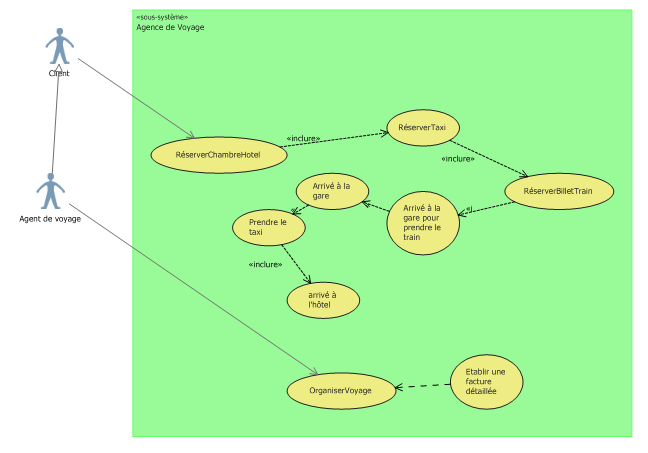 «sous-système»
Agence de Voyage
Client
«inclure»
RéserverTaxi
RéserverChambreHotel
«inclure»
Agent de voyage
Arrivé à la
gare
RéserverBilletTrain
Arrivé à la
gare pour
prendre le
train
Prendre le
taxi
«inclure»
arrivé à
l'hôtel
OrganiserVoyage
Etablir une
facture
détaillée